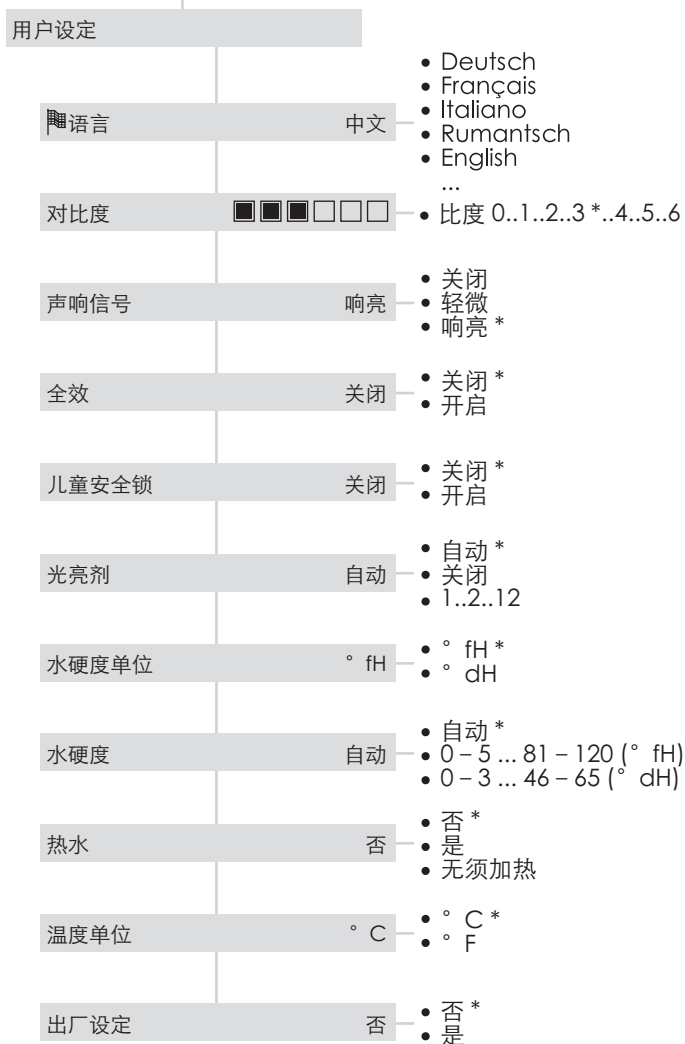 用户设定
• Deutsch
• Français
语言 中文 • Italiano
• Rumantsch
• English
...
对比度 • 比度 0..1..2..3 *..4..5..6
• 关闭
声响信号 响亮 • 轻微
• 响亮 *
全效 关闭 • 关闭 *
• 开启
儿童安全锁 关闭 • 关闭 *
• 开启
• 自动 *
光亮剂 自动 • 关闭
• 1..2..12
水硬度单位 ° fH • ° fH *
• ° dH
• 自动 *
水硬度 自动 • 0 – 5 ... 81 – 120 (° fH)
• 0 – 3 ... 46 – 65 (° dH)
• 否 *
热水 否 • 是
• 无须加热
温度单位 ° C • ° C *
• ° F
出厂设定 否 • 否 *
• 是